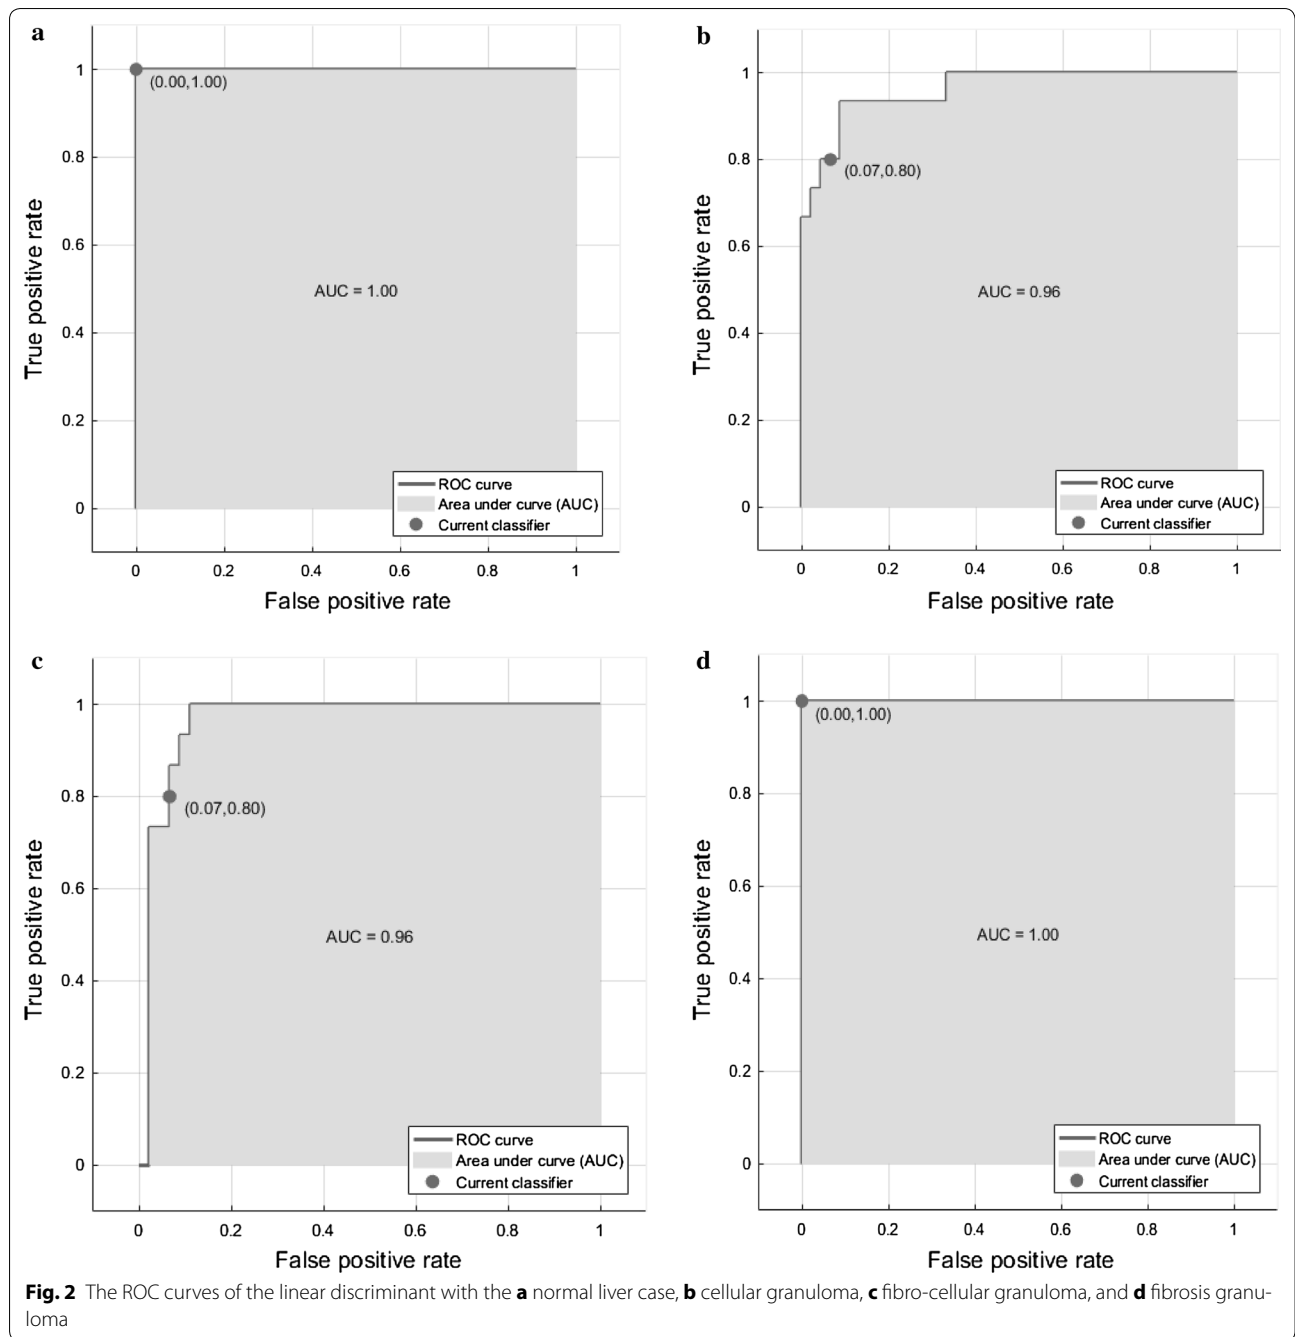 a
1
0.8
0.6
0.4
0.2
0
True positive rate
(0.00,1.00)
AUC = 1.00
ROC curve
Area under curve (AUC)
Current classifier
0 0.2 0.4 0.6 0.8 1
False positive rate
b
1
0.8
0.6
0.4
0.2
0
True positive rate
(0.07,0.80)
AUC = 0.96
ROC curve
Area under curve (AUC)
Current classifier
0 0.2 0.4 0.6 0.8 1
False positive rate
c
1
0.8
0.6
0.4
0.2
0
True positive rate
(0.07,0.80)
AUC = 0.96
ROC curve
Area under curve (AUC)
Current classifier
0 0.2 0.4 0.6 0.8 1
False positive rate
d
1
0.8
0.6
0.4
0.2
0
True positive rate
(0.00,1.00)
AUC = 1.00
ROC curve
Area under curve (AUC)
Current classifier
0 0.2 0.4 0.6 0.8 1
False positive rate
Fig. 2 The ROC curves of the linear discriminant with the a normal liver case, b cellular granuloma, c fibro-cellular granuloma, and d fibrosis granu-
loma